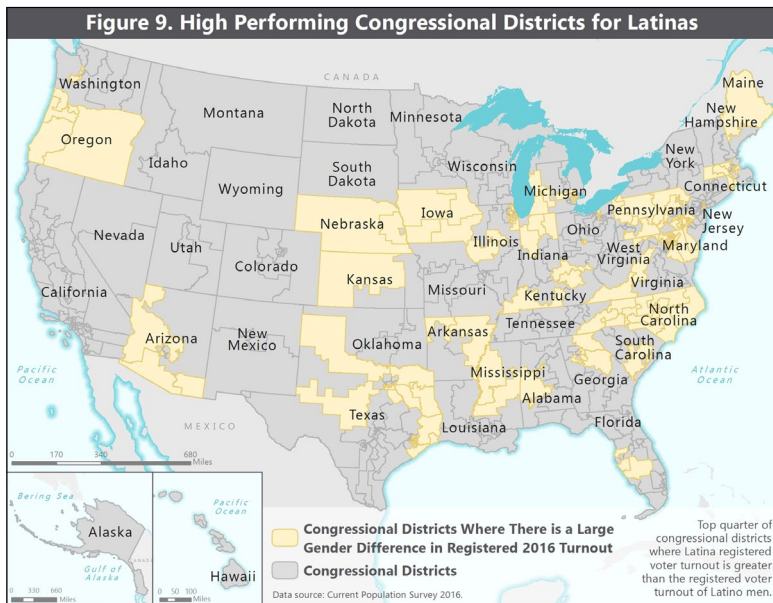 Figure 9. High Performing Congressional Districts for Latinas
CANADA
Washington
Montana
North
Dakota
Minnesota
Maine
New
Hampshire
Oregon
Idaho
South
Dakota
Wisconsin
Michigan
New
York
Connecticut
Wyoming
Nebraska
Iowa
Illinois
Indiana
Ohio
Pennsylvania
New
Jersey
Maryland
West
Virginia
Virginia
Nevada
Utah
Colorado
Kansas
Missouri
Kentucky
California
Arizona
New
Mexico
Oklahoma
Arkansas
Tennessee
North
Carolina
South
Carolina
Mississippi
Alabama
Georgia
Texas
Louisiana
Florida
Pacific
Ocean
Atlantic
Ocean
MEXICO
0 170 340 680
Miles
Bering Sea
Alaska
CANADA
Gulf of
Alaska
0 330 660
Miles
Pacific
Ocean
Hawaii
0 50 100
Miles
Congressional Districts Where There is a Large
Gender Difference in Registered 2016 Turnout
Congressional Districts
Data source: Current Population Survey 2016.
Top quarter of
congressional districts
where Latina registered
voter turnout is greater
than the registered voter
turnout of Latino men.